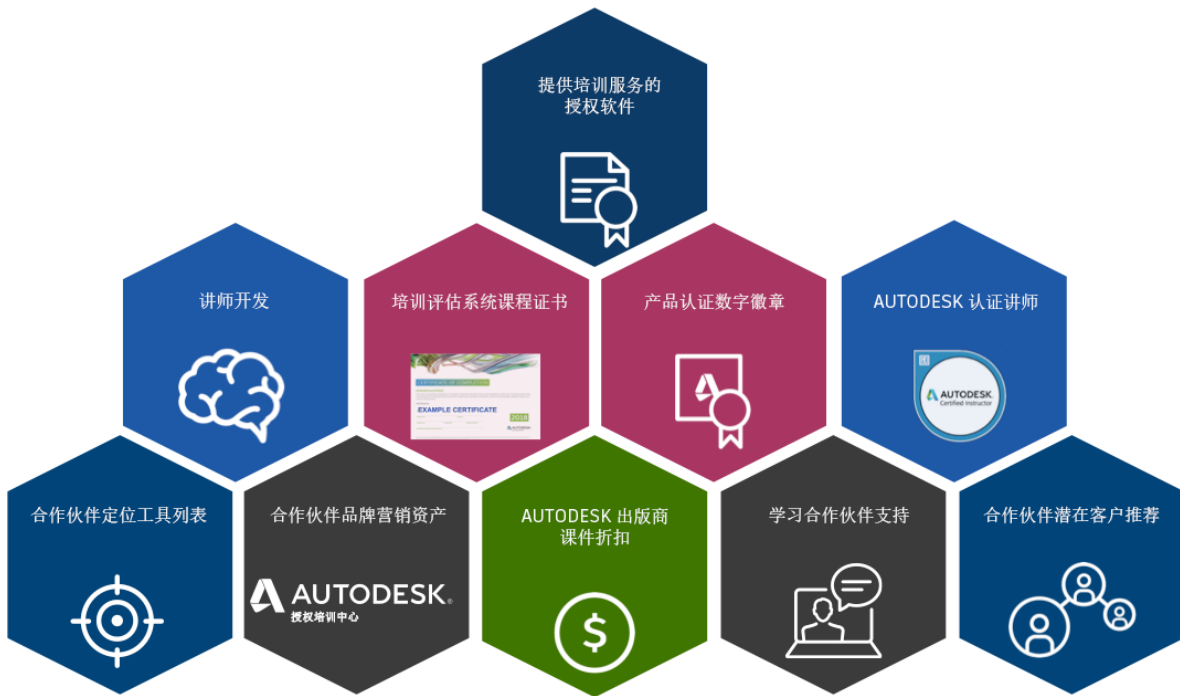 提供培训服务的
授权软件
讲师开发
培训评估系统课程证书
产品认证数字徽章
AUTODESK 认证讲师
CERTIFICATE OF COMPLETION
EXAMPLE CERTIFICATE
2018
AUTODESK
AUTODESK
Certified Instructor
合作伙伴定位工具列表
合作伙伴品牌营销资产
AUTODESK 出版商
课件折扣
学习合作伙伴支持
合作伙伴潜在客户推荐
AUTODESK®
授权培训中心
$